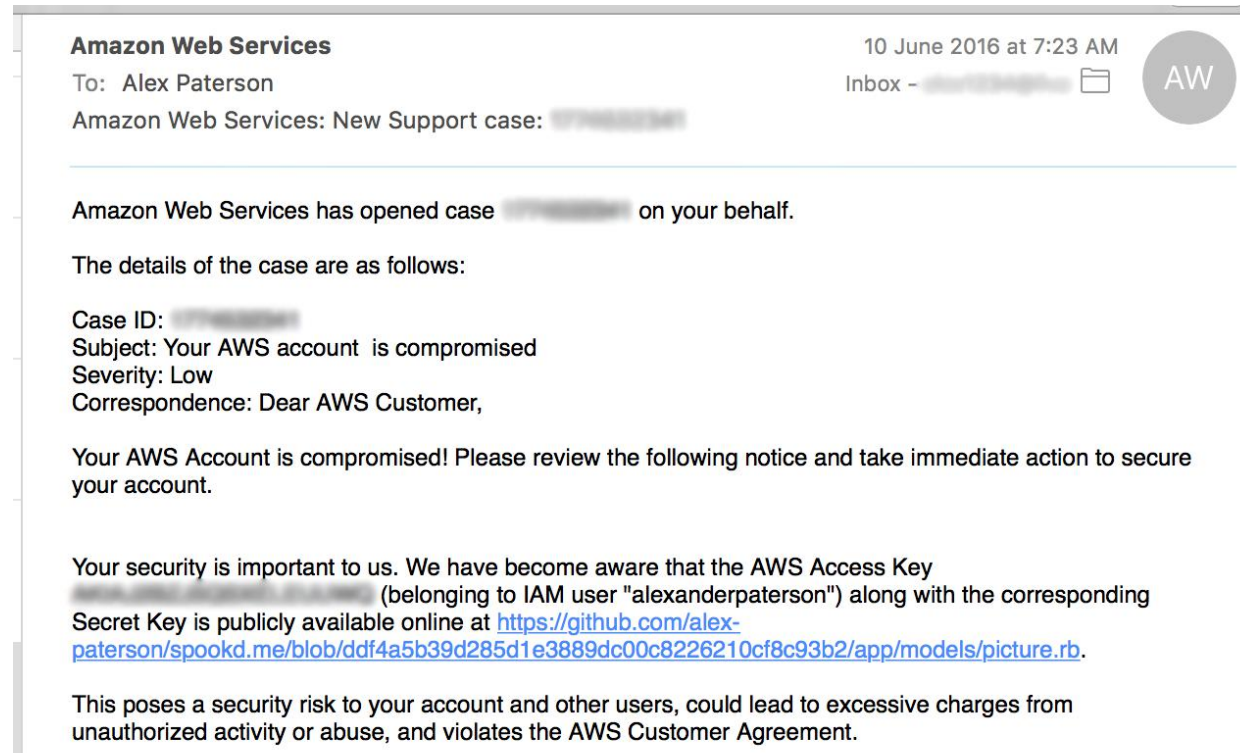 Amazon Web Services
10 June 2016 at 7:23 AM
To: Alex Paterson
Inbox -
AW
Amazon Web Services: New Support case:
Amazon Web Services has opened case on your behalf.
The details of the case are as follows:
Case ID:
Subject: Your AWS account  is compromised
Severity: Low
Correspondence: Dear AWS Customer,
Your AWS Account is compromised! Please review the following notice and take immediate action to secure
your account.
Your security is important to us. We have become aware that the AWS Access Key
(belonging to IAM user "alexanderpaterson") along with the corresponding
Secret Key is publicly available online at https://github.com/alex-
paterson/spookd.me/blob/ddf4a5b39d285d1e3889dc00c8226210cf8c93b2/app/models/picture.rb.
This poses a security risk to your account and other users, could lead to excessive charges from
unauthorized activity or abuse, and violates the AWS Customer Agreement.